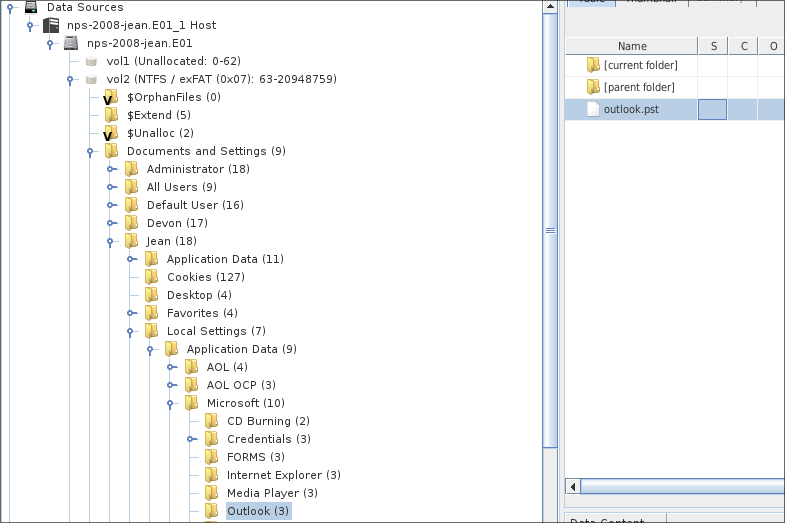 Data Sources
nps-2008-jean.E01_1 Host
nps-2008-jean.E01
vol1 (Unallocated: 0-62)
vol2 (NTFS / exFAT (0x07): 63-20948759)
$OrphanFiles (0)
$Extend (5)
$Unalloc (2)
Documents and Settings (9)
Administrator (18)
All Users (9)
Default User (16)
Devon (17)
Jean (18)
Application Data (11)
Cookies (127)
Desktop (4)
Favorites (4)
Local Settings (7)
Application Data (9)
AOL (4)
AOL OCP (3)
Microsoft (10)
CD Burning (2)
Credentials (3)
FORMS (3)
Internet Explorer (3)
Media Player (3)
Outlook (3)
Name S C O
[current folder]
[parent folder]
outlook.pst
Data Content